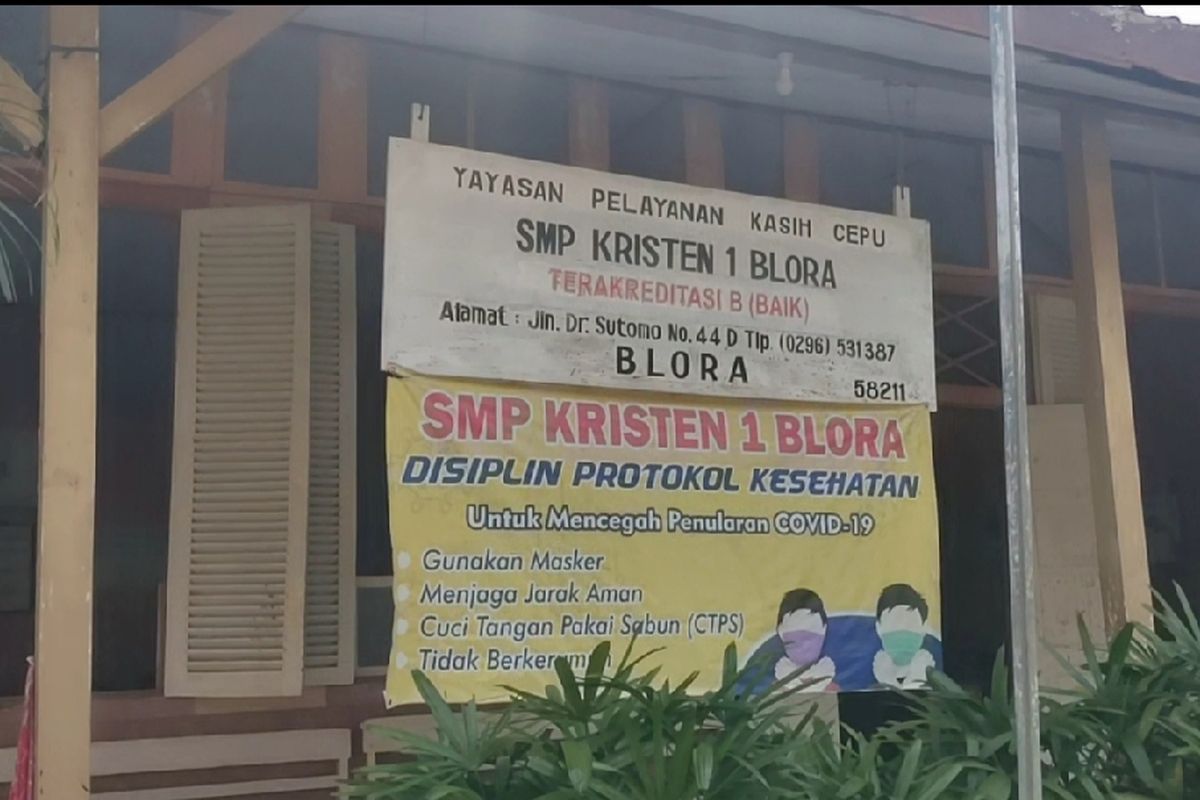 YAYASAN PELAYANAN KASIH CEPU
SMP KRISTEN 1 BLORA
TERAKREDITASI B (BAIK)
Alamat : Jln. Dr. Sutomo No. 44 D Tlp. (0296) 531387
BLORA
58211
SMP KRISTEN 1 BLORA
DISIPLIN PROTOKOL KESEHATAN
Untuk Mencegah Penularan COVID-19
Gunakan Masker
Menjaga Jarak Aman
Cuci Tangan Pakai Sabun (CTPS)
Tidak